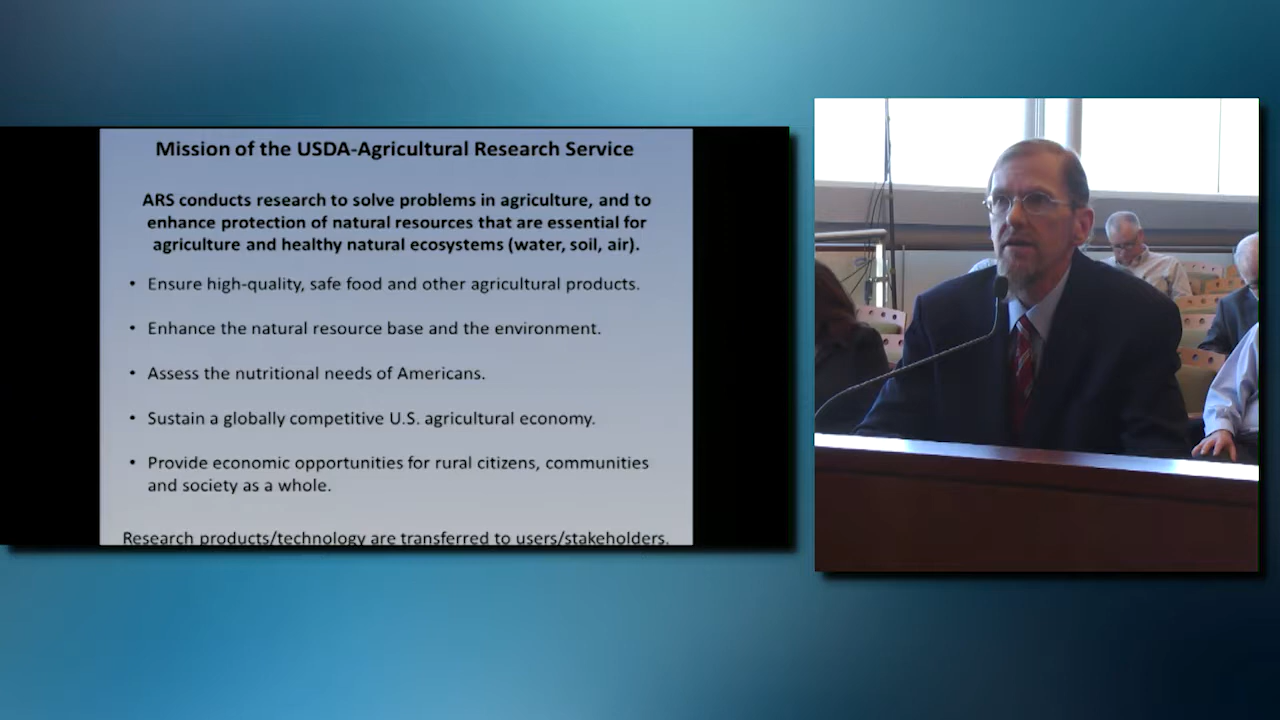 Mission of the USDA-Agricultural Research Service
ARS conducts research to solve problems in agriculture, and to
enhance protection of natural resources that are essential for
agriculture and healthy natural ecosystems (water, soil, air).
• Ensure high-quality, safe food and other agricultural products.
• Enhance the natural resource base and the environment.
• Assess the nutritional needs of Americans.
• Sustain a globally competitive U.S. agricultural economy.
• Provide economic opportunities for rural citizens, communities
and society as a whole.
Research products/technology are transferred to users/stakeholders.